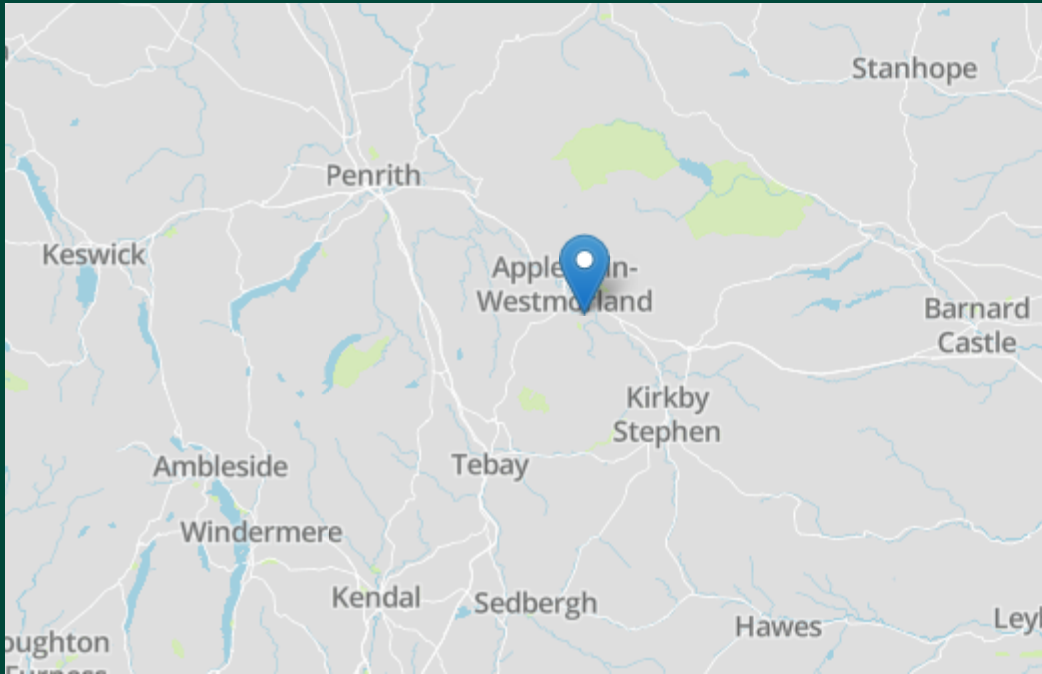 Stanhope
Penrith
Keswick
Westmorland
Barnard
Castle
Kirkby
Stephen
Ambleside
Tebay
Windermere
Kendal
Sedbergh
Hawes